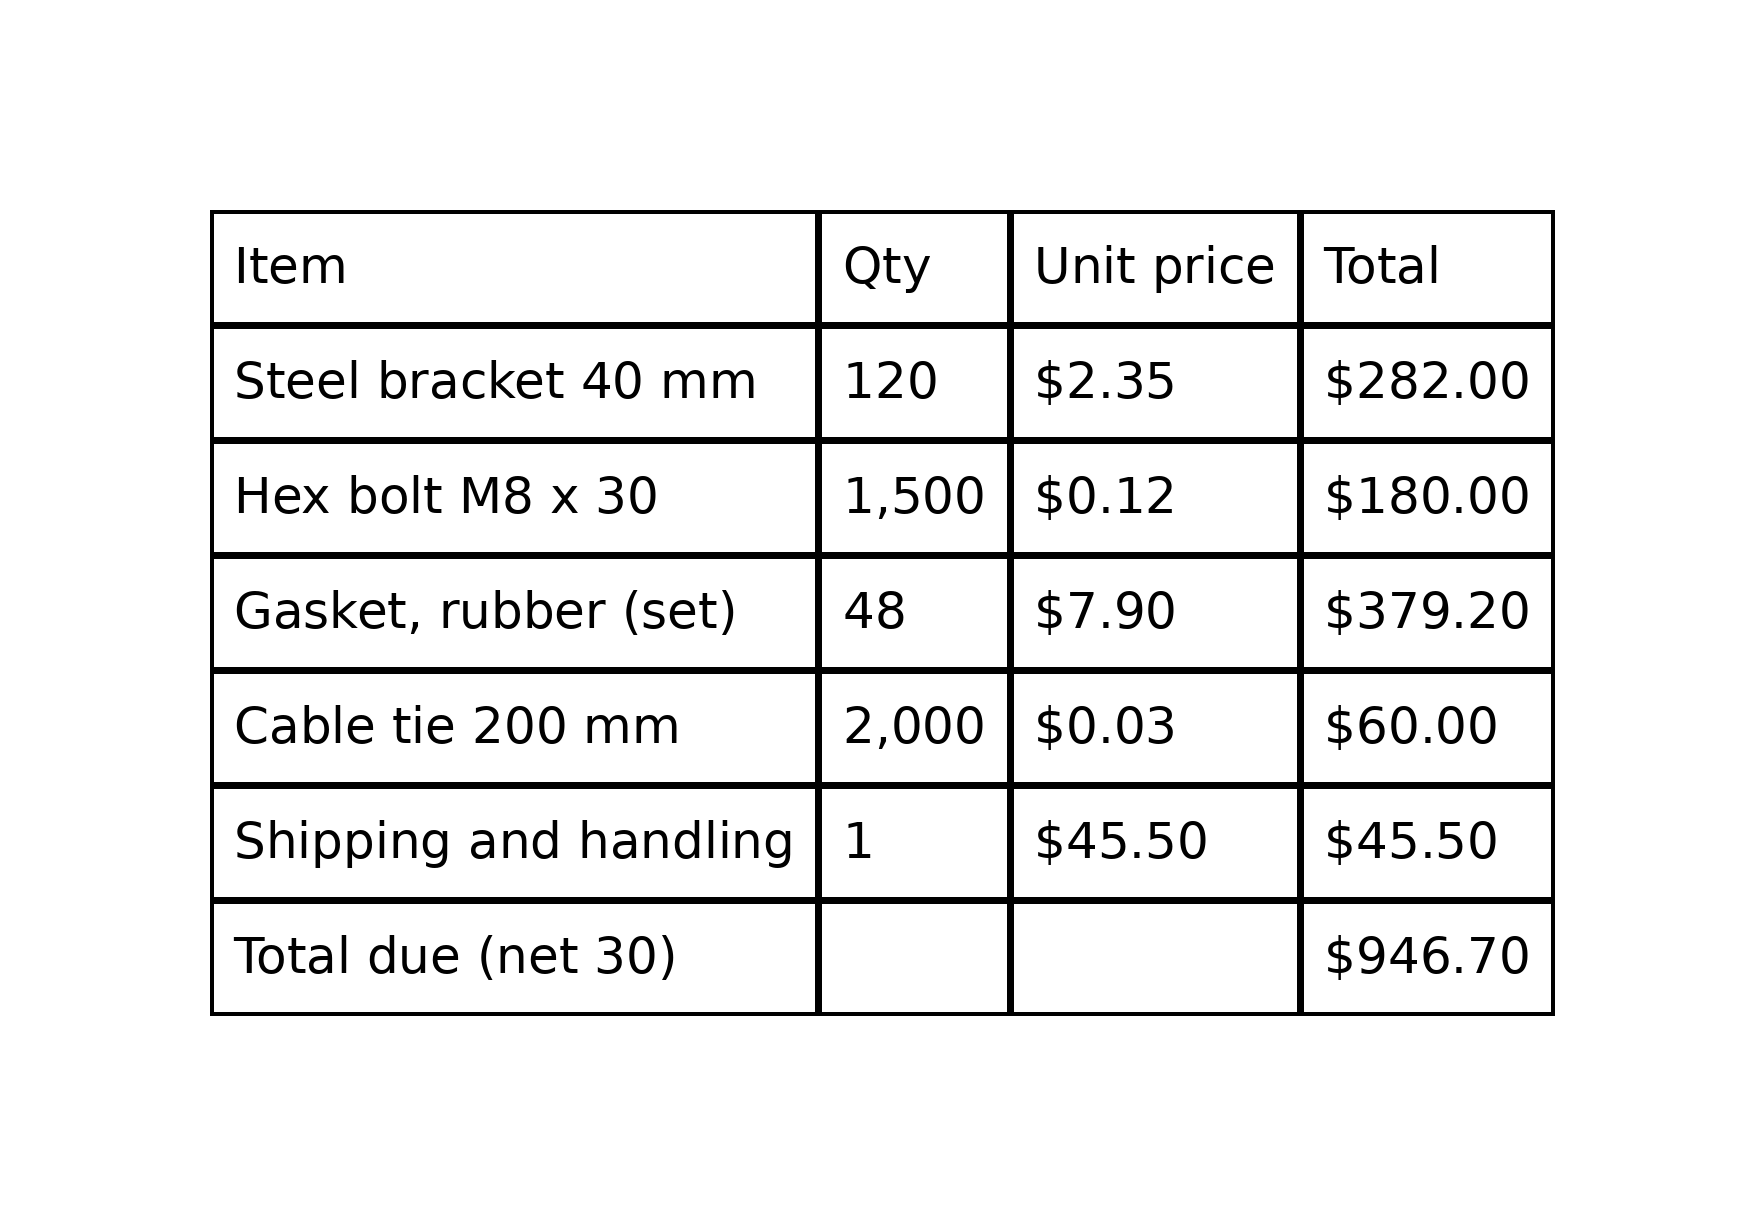 Item Qty Unit price Total
Steel bracket 40 mm 120 $2.35 $282.00
Hex bolt M8 x 30 1,500 $0.12 $180.00
Gasket, rubber (set) 48 $7.90 $379.20
Cable tie 200 mm 2,000 $0.03 $60.00
Shipping and handling 1 $45.50 $45.50
Total due (net 30) $946.70